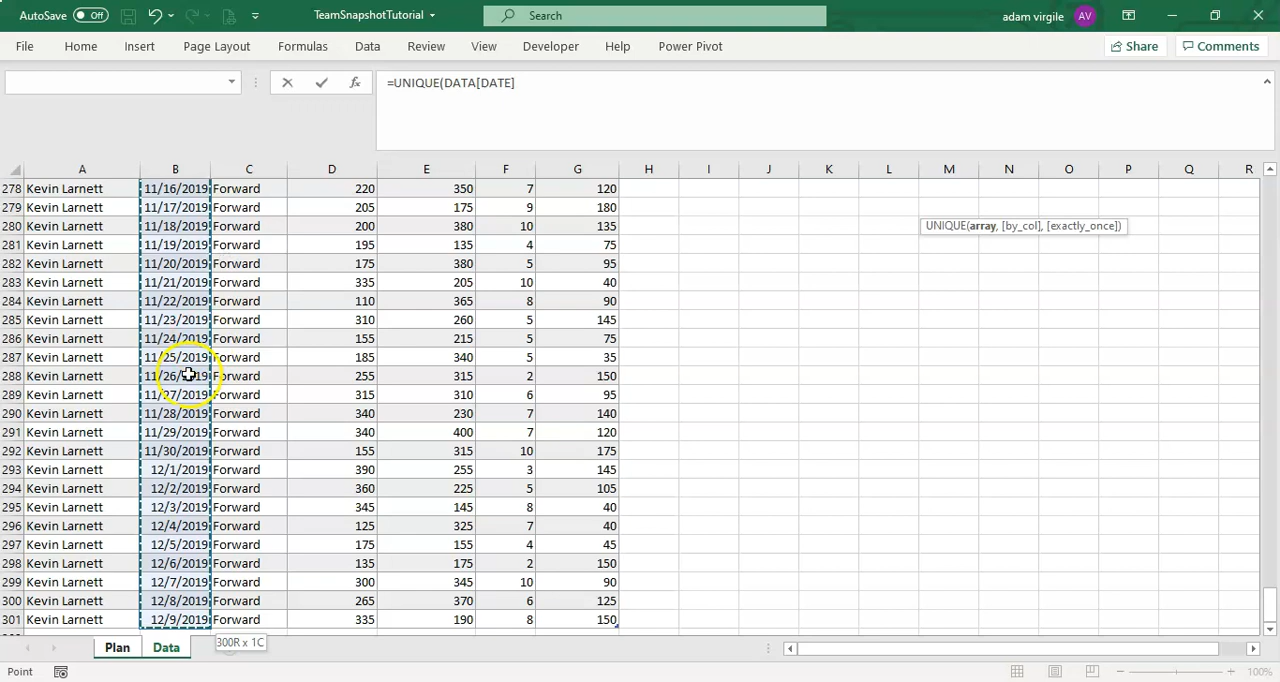 AutoSave Off TeamSnapshotTutorial Search adam virgile AV
File Home Insert Page Layout Formulas Data Review View Developer Help Power Pivot Share Comments
=UNIQUE(DATA[DATE]
A B C D E F G H I J K L M N O P Q R
278 Kevin Larnett 11/16/2019 Forward 220 350 7 120
279 Kevin Larnett 11/17/2019 Forward 205 175 9 180
280 Kevin Larnett 11/18/2019 Forward 200 380 10 135 UNIQUE(array, [by_col], [exactly_once])
281 Kevin Larnett 11/19/2019 Forward 195 135 4 75
282 Kevin Larnett 11/20/2019 Forward 175 380 5 95
283 Kevin Larnett 11/21/2019 Forward 335 205 10 40
284 Kevin Larnett 11/22/2019 Forward 110 365 8 90
285 Kevin Larnett 11/23/2019 Forward 310 260 5 145
286 Kevin Larnett 11/24/2019 Forward 155 215 5 75
287 Kevin Larnett 11/25/2019 Forward 185 340 5 35
288 Kevin Larnett 11/26/2019 Forward 255 315 2 150
289 Kevin Larnett 11/27/2019 Forward 315 310 6 95
290 Kevin Larnett 11/28/2019 Forward 340 230 7 140
291 Kevin Larnett 11/29/2019 Forward 340 400 7 120
292 Kevin Larnett 11/30/2019 Forward 155 315 10 175
293 Kevin Larnett 12/1/2019 Forward 390 255 3 145
294 Kevin Larnett 12/2/2019 Forward 360 225 5 105
295 Kevin Larnett 12/3/2019 Forward 345 145 8 40
296 Kevin Larnett 12/4/2019 Forward 125 325 7 40
297 Kevin Larnett 12/5/2019 Forward 175 155 4 45
298 Kevin Larnett 12/6/2019 Forward 135 175 2 150
299 Kevin Larnett 12/7/2019 Forward 300 345 10 90
300 Kevin Larnett 12/8/2019 Forward 265 370 6 125
301 Kevin Larnett 12/9/2019 Forward 335 190 8 150
300R x 1C
Plan Data
Point 100%